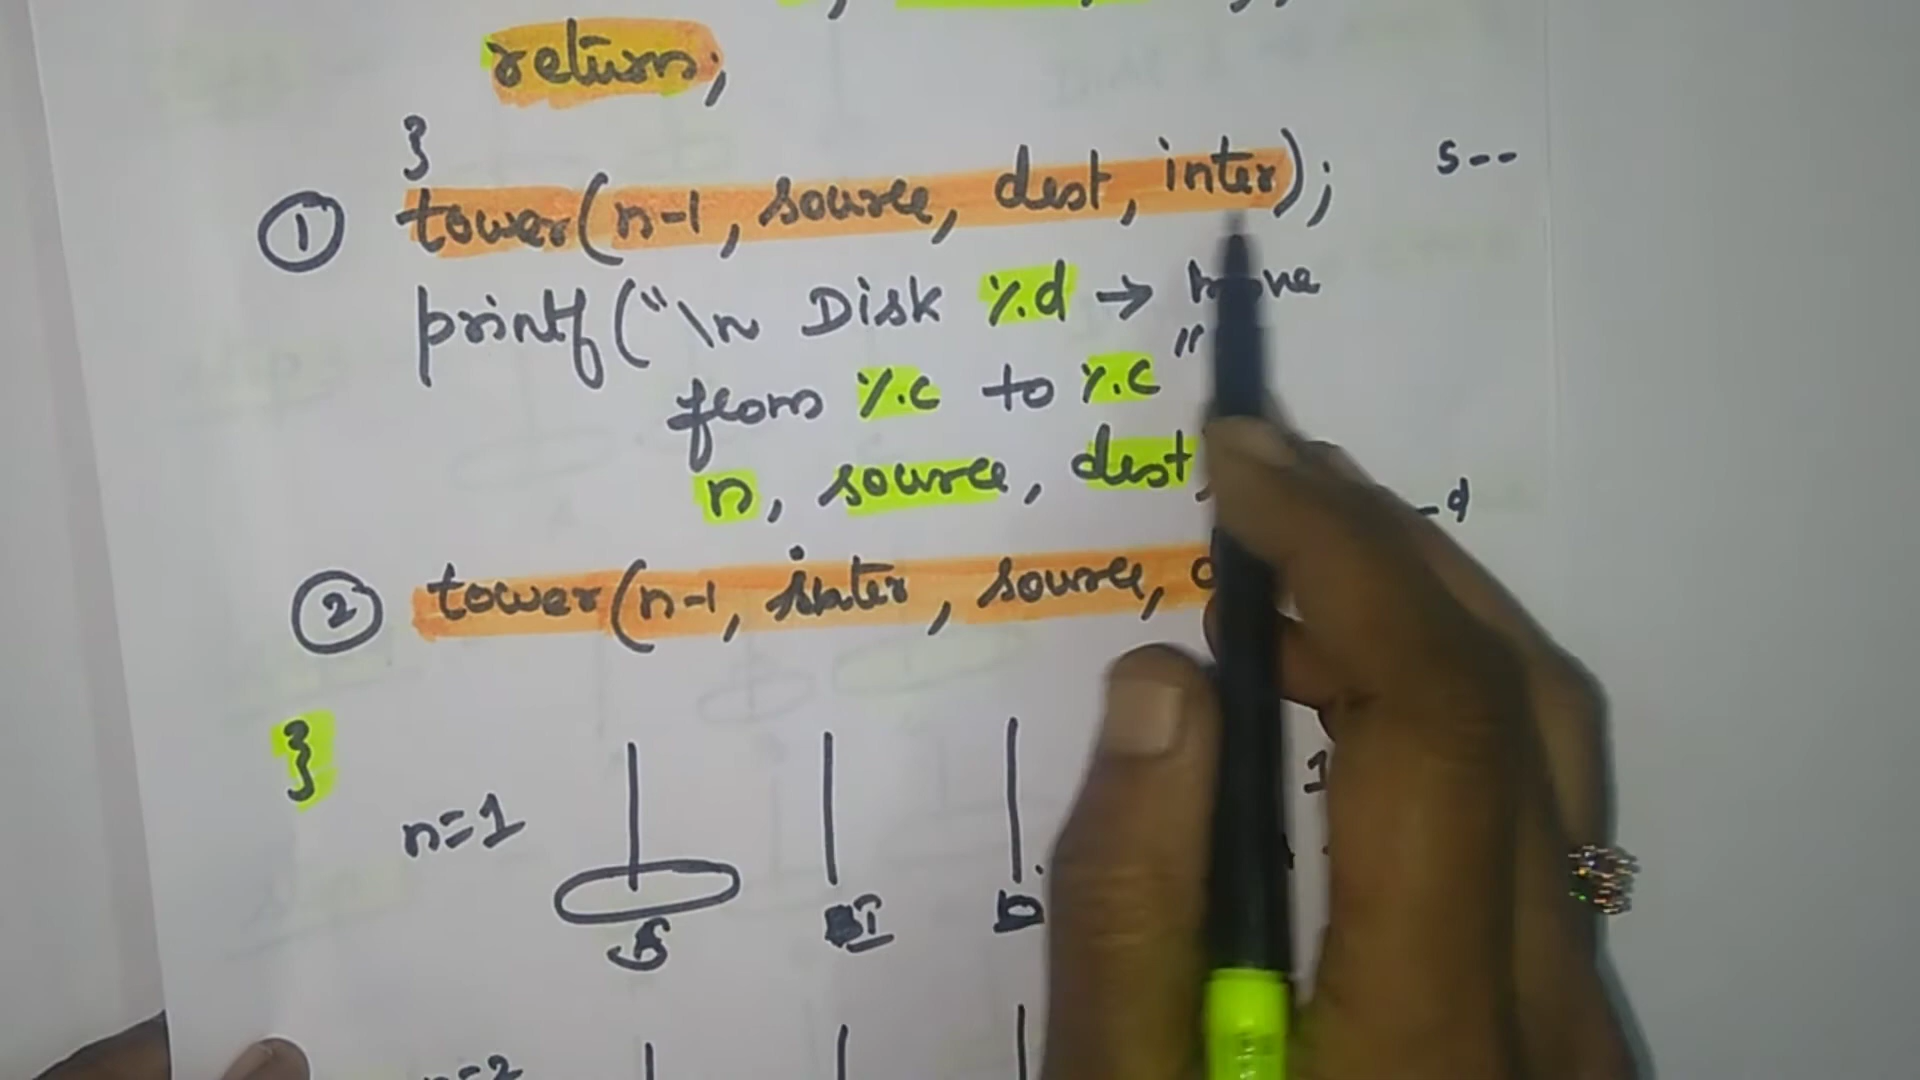 return;
}
① tower(n-1, source, dest, inter); s--
printf("\n Disk %d → move
from %c to %c"
n, source, dest
② tower(n-1, inter, source,
}
n=1
S I D
n=2